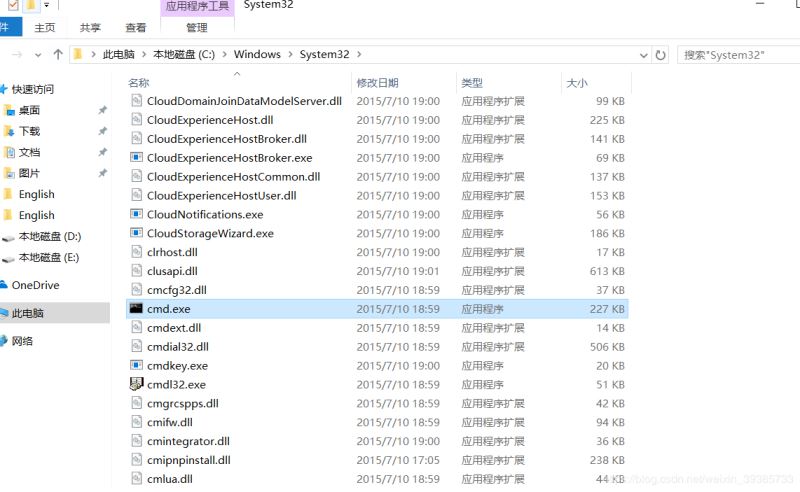 应用程序工具 System32
件 主页 共享 查看 管理
此电脑 本地磁盘 (C:) Windows System32 搜索"System32"
名称 修改日期 类型 大小
快速访问
桌面
下载
文档
图片
English
English
本地磁盘 (D:)
本地磁盘 (E:)
OneDrive
此电脑
网络
CloudDomainJoinDataModelServer.dll 2015/7/10 19:00 应用程序扩展 99 KB
CloudExperienceHost.dll 2015/7/10 19:00 应用程序扩展 225 KB
CloudExperienceHostBroker.dll 2015/7/10 19:00 应用程序扩展 141 KB
CloudExperienceHostBroker.exe 2015/7/10 19:00 应用程序 69 KB
CloudExperienceHostCommon.dll 2015/7/10 19:00 应用程序扩展 137 KB
CloudExperienceHostUser.dll 2015/7/10 19:00 应用程序扩展 153 KB
CloudNotifications.exe 2015/7/10 19:00 应用程序 56 KB
CloudStorageWizard.exe 2015/7/10 19:00 应用程序 186 KB
clrhost.dll 2015/7/10 19:00 应用程序扩展 17 KB
clusapi.dll 2015/7/10 19:01 应用程序扩展 613 KB
cmcfg32.dll 2015/7/10 18:59 应用程序扩展 37 KB
cmd.exe 2015/7/10 18:59 应用程序 227 KB
cmdext.dll 2015/7/10 18:59 应用程序扩展 14 KB
cmdial32.dll 2015/7/10 18:59 应用程序扩展 506 KB
cmdkey.exe 2015/7/10 19:00 应用程序 20 KB
cmdl32.exe 2015/7/10 18:59 应用程序 51 KB
cmgrcspps.dll 2015/7/10 18:59 应用程序扩展 42 KB
cmifw.dll 2015/7/10 18:59 应用程序扩展 94 KB
cmintegrator.dll 2015/7/10 19:00 应用程序扩展 36 KB
cmipnpinstall.dll 2015/7/10 17:05 应用程序扩展 238 KB
cmlua.dll 2015/7/10 18:59 应用程序扩展 44 KB
blog.csdn.net/weixin_39385733